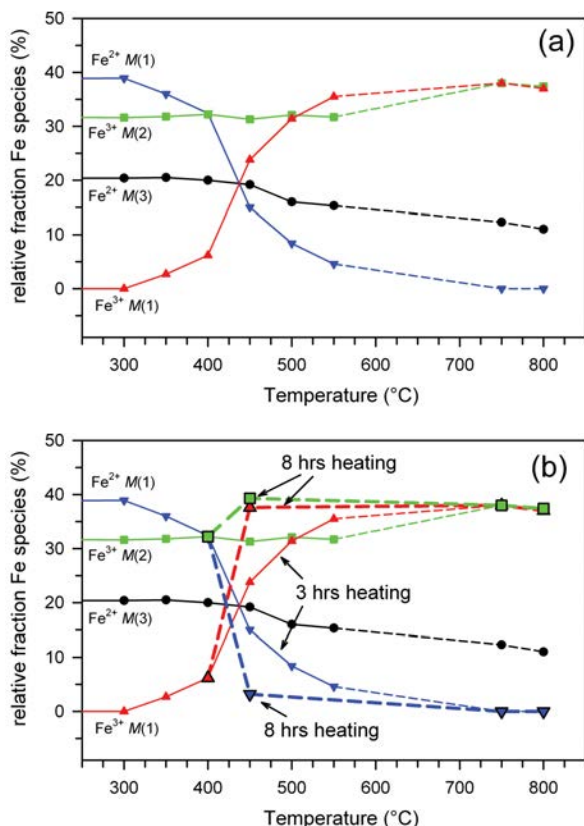 (a)
relative fraction Fe species (%)
50
40
30
20
10
0
Fe²⁺ M(1)
Fe³⁺ M(2)
Fe²⁺ M(3)
Fe³⁺ M(1)
300 400 500 600 700 800
Temperature (°C)
(b)
relative fraction Fe species (%)
50
40
30
20
10
0
Fe²⁺ M(1)
8 hrs heating
Fe³⁺ M(2)
Fe²⁺ M(3)
3 hrs heating
Fe³⁺ M(1)
8 hrs heating
300 400 500 600 700 800
Temperature (°C)